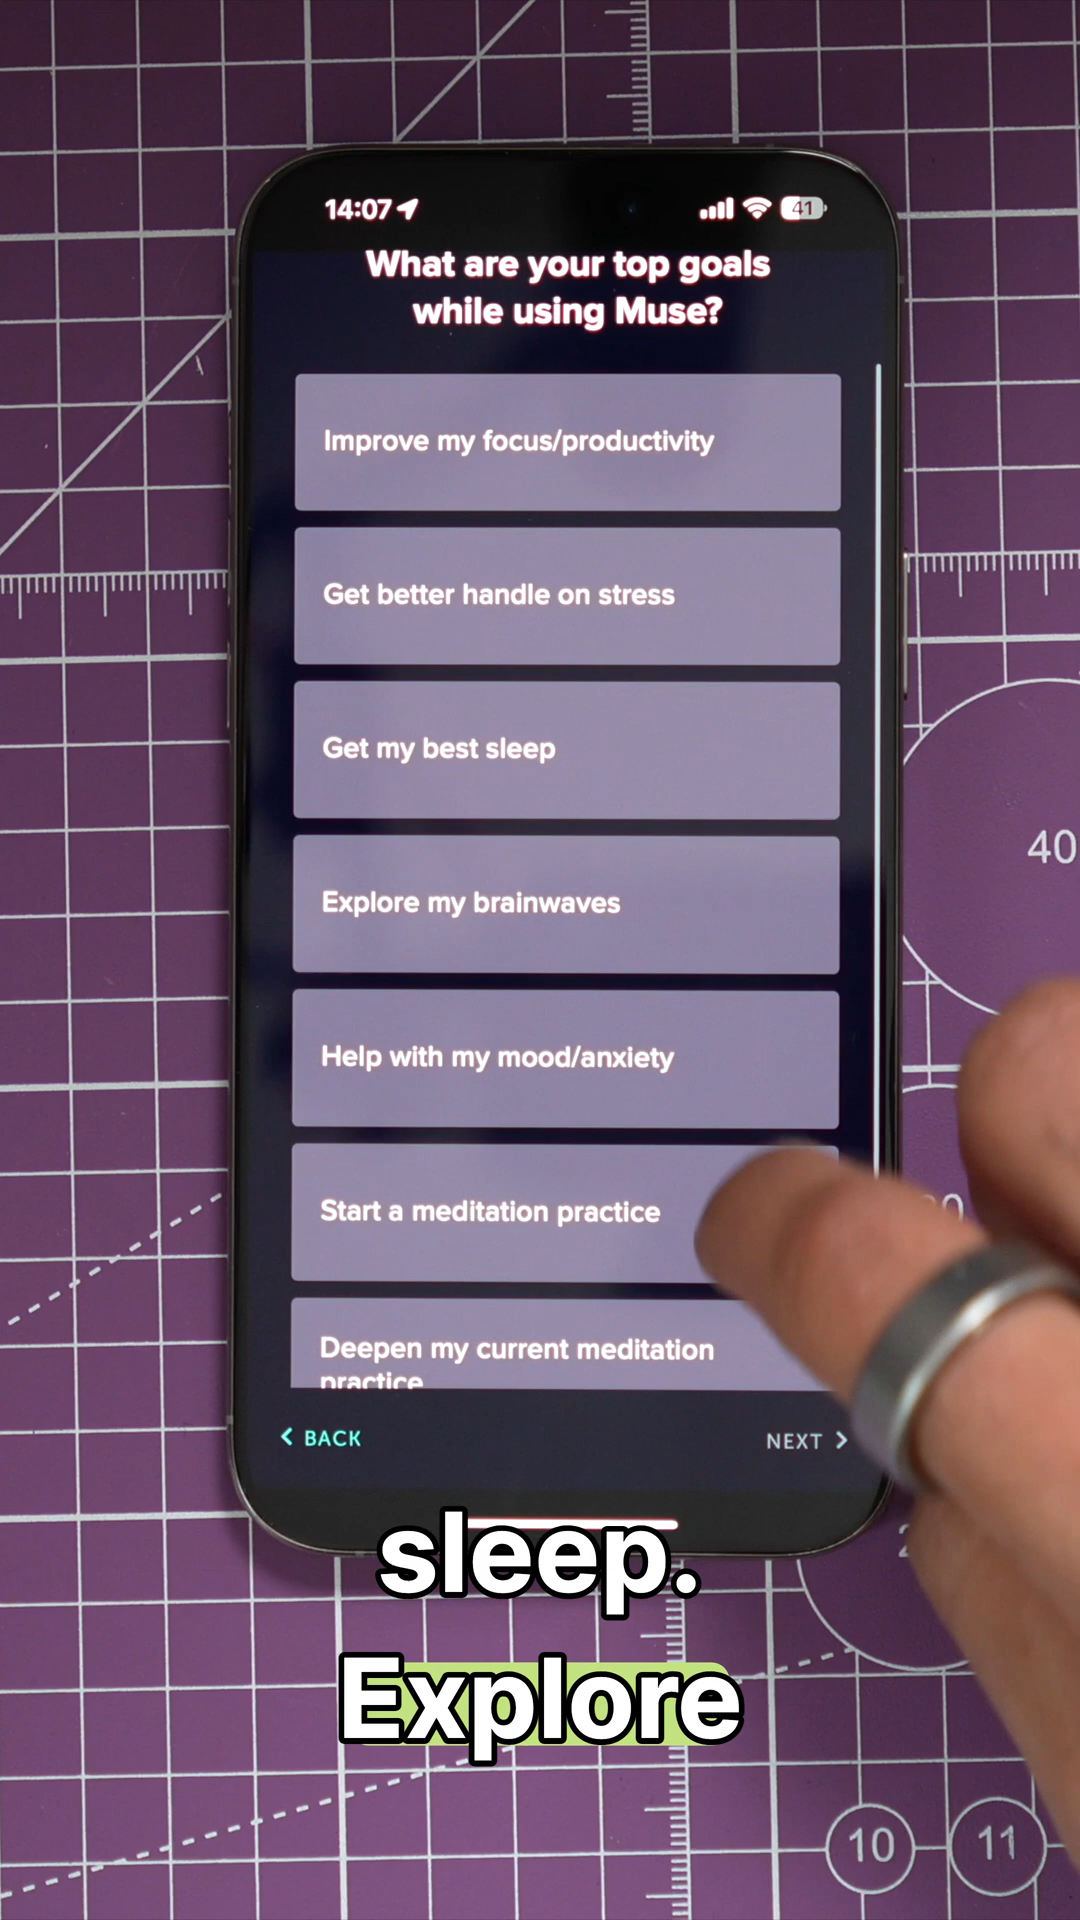 14:07
41
What are your top goals
while using Muse?
Improve my focus/productivity
Get better handle on stress
Get my best sleep
40
Explore my brainwaves
Help with my mood/anxiety
Start a meditation practice
Deepen my current meditation
practice
BACK
NEXT
sleep.
Explore
10
11